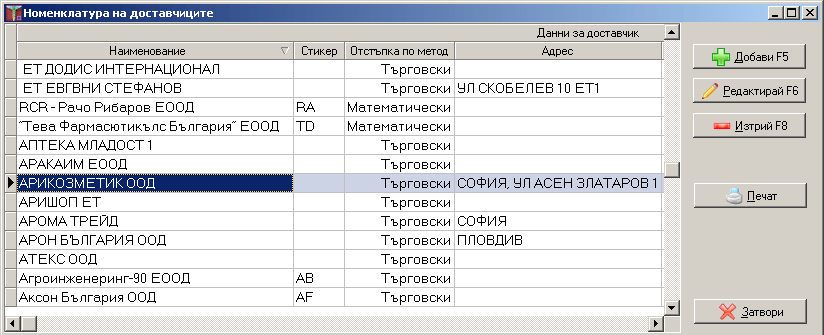 Номенклатура на доставчиците
Данни за доставчик
Наименование Стикер Отстъпка по метод Адрес
ЕТ ДОДИС ИНТЕРНАЦИОНАЛ Търговски
ЕТ ЕВГВНИ СТЕФАНОВ Търговски УЛ СКОБЕЛЕВ 10 ЕТ1
RCR - Рачо Рибаров ЕООД RA Математически
"Тева Фармасютикълс България" ЕООД TD Математически
АПТЕКА МЛАДОСТ 1 Търговски
АРАКАИМ ЕООД Търговски
АРИКОЗМЕТИК ООД Търговски СОФИЯ, УЛ АСЕН ЗЛАТАРОВ 1
АРИШОП ЕТ Търговски
АРОМА ТРЕЙД Търговски СОФИЯ
АРОН БЪЛГАРИЯ ООД Търговски ПЛОВДИВ
АТЕКС ООД Търговски
Агроинженеринг-90 ЕООД AB Търговски
Аксон България ООД AF Търговски
Добави F5
Редактирай F6
Изтрий F8
Печат
Затвори